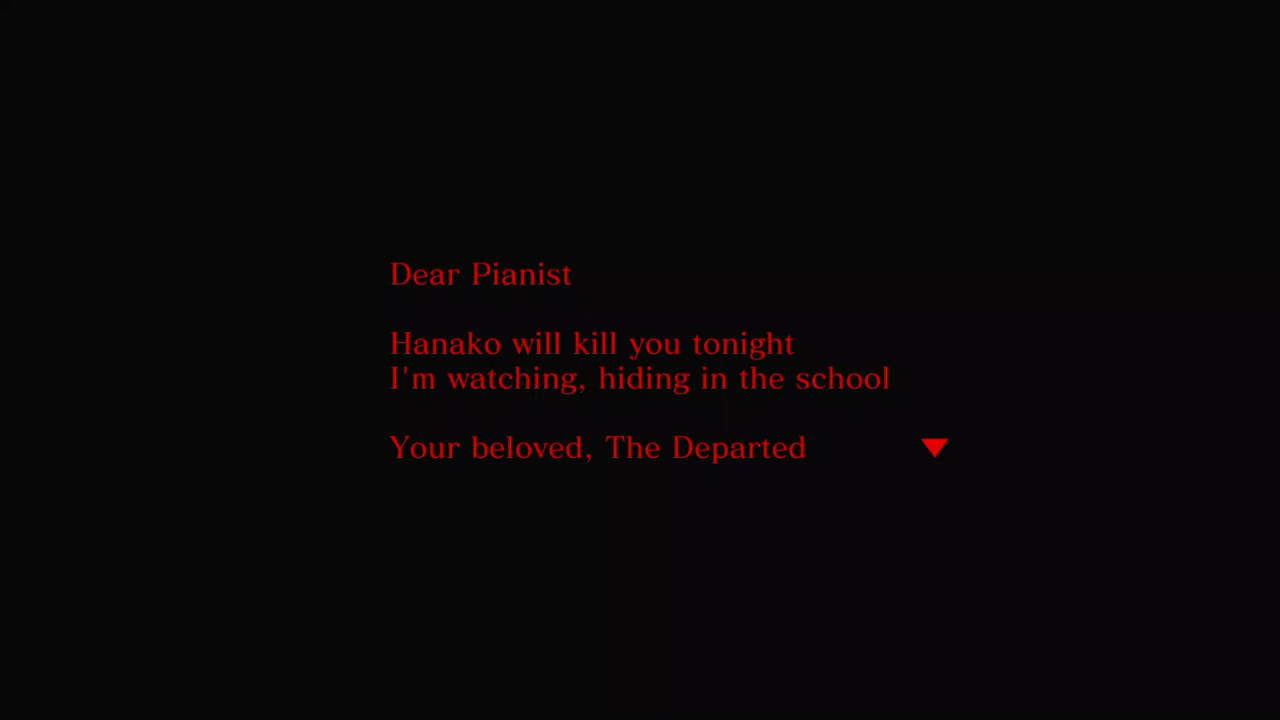 Dear Pianist
Hanako will kill you tonight
I'm watching, hiding in the school
Your beloved, The Departed